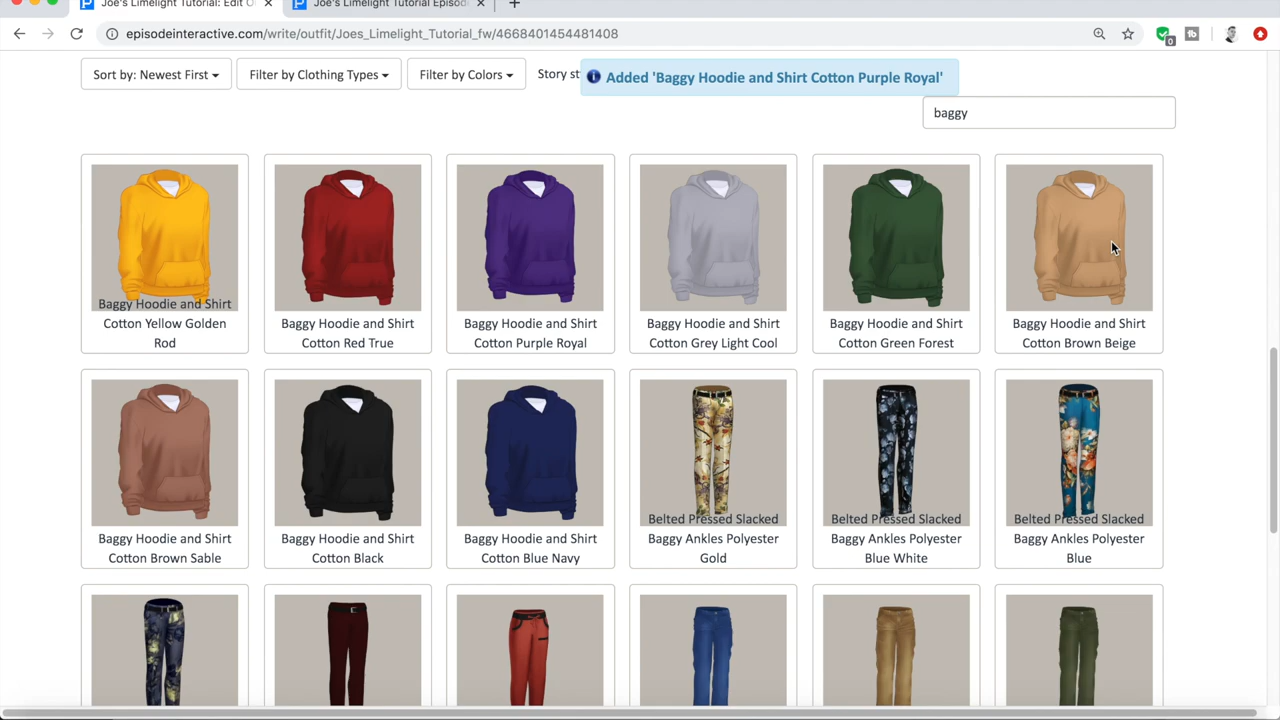 Joe's Limelight Tutorial: Edit O
Joe's Limelight Tutorial Episode
episodeinteractive.com/write/outfit/Joes_Limelight_Tutorial_fw/4668401454481408
0
Sort by: Newest First
Filter by Clothing Types
Filter by Colors
Story st
Added 'Baggy Hoodie and Shirt Cotton Purple Royal'
baggy
Baggy Hoodie and Shirt
Cotton Yellow Golden
Rod
Baggy Hoodie and Shirt
Cotton Red True
Baggy Hoodie and Shirt
Cotton Purple Royal
Baggy Hoodie and Shirt
Cotton Grey Light Cool
Baggy Hoodie and Shirt
Cotton Green Forest
Baggy Hoodie and Shirt
Cotton Brown Beige
Baggy Hoodie and Shirt
Cotton Brown Sable
Baggy Hoodie and Shirt
Cotton Black
Baggy Hoodie and Shirt
Cotton Blue Navy
Belted Pressed Slacked
Baggy Ankles Polyester
Gold
Belted Pressed Slacked
Baggy Ankles Polyester
Blue White
Belted Pressed Slacked
Baggy Ankles Polyester
Blue